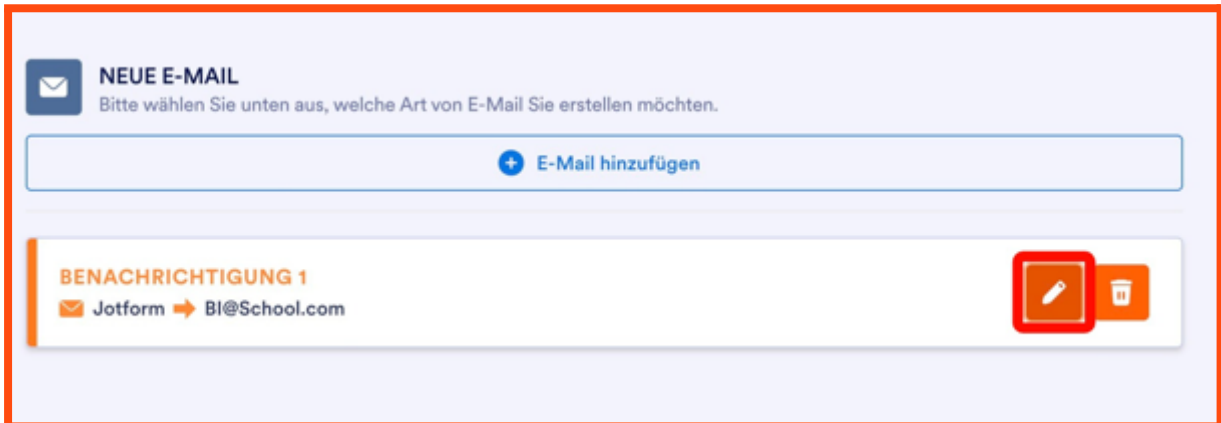 NEUE E-MAIL
Bitte wählen Sie unten aus, welche Art von E-Mail Sie erstellen möchten.
E-Mail hinzufügen
BENACHRICHTIGUNG 1
Jotform BI@School.com